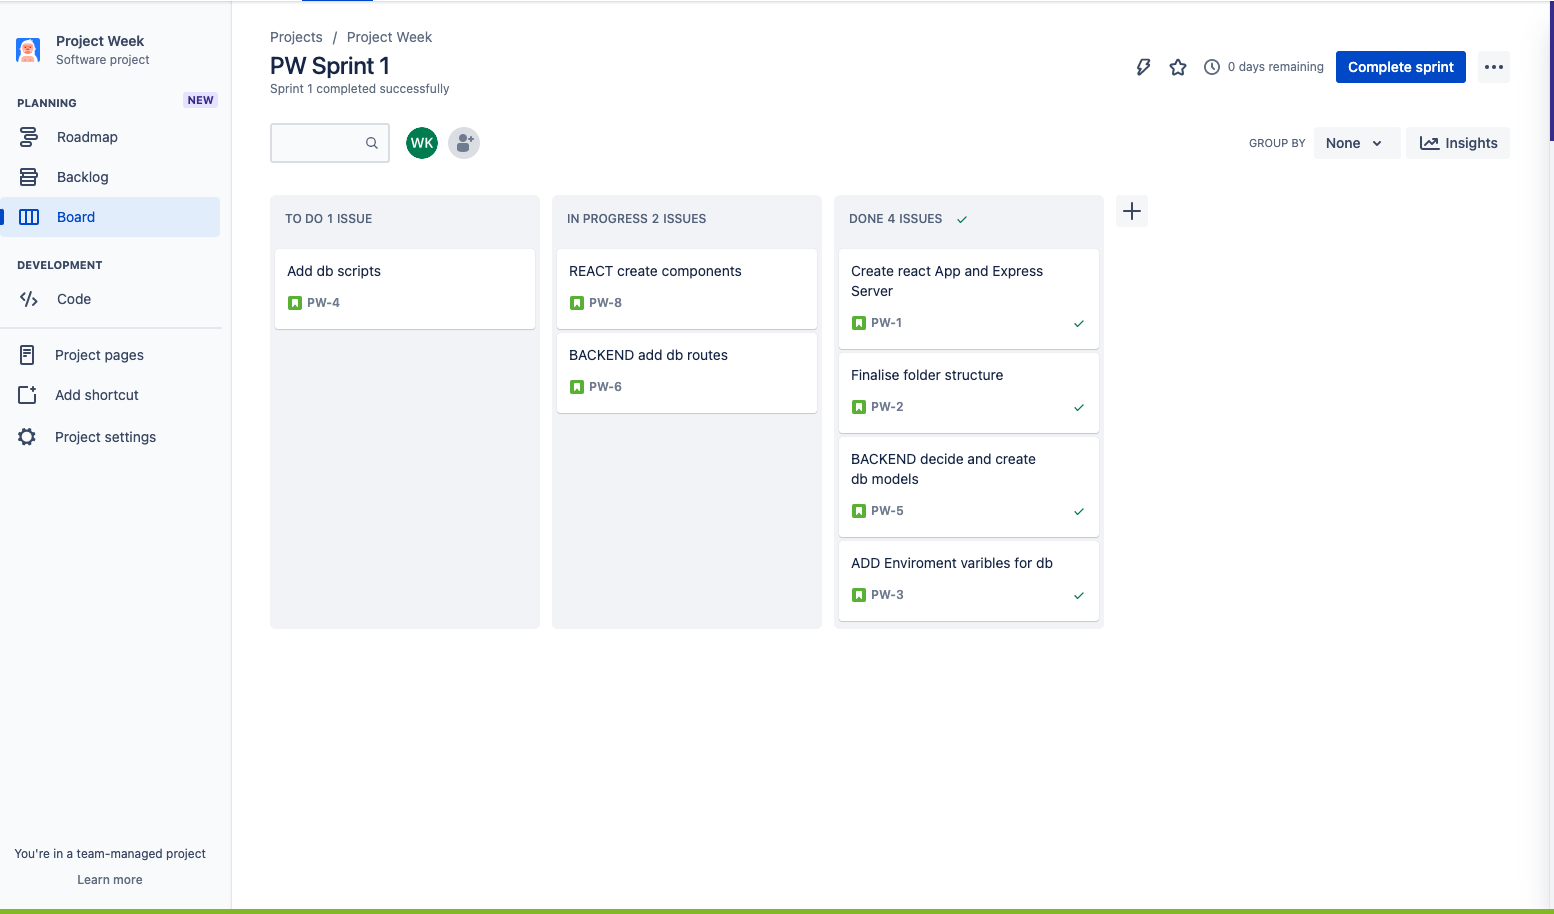 Project Week
Software project
PLANNING
NEW
Roadmap
Backlog
Board
DEVELOPMENT
Code
Project pages
Add shortcut
Project settings
You're in a team-managed project
Learn more
Projects / Project Week
PW Sprint 1
Sprint 1 completed successfully
0 days remaining
Complete sprint
WK
GROUP BY
None
Insights
TO DO 1 ISSUE
Add db scripts
PW-4
IN PROGRESS 2 ISSUES
REACT create components
PW-8
BACKEND add db routes
PW-6
DONE 4 ISSUES
Create react App and Express
Server
PW-1
Finalise folder structure
PW-2
BACKEND decide and create
db models
PW-5
ADD Enviroment varibles for db
PW-3